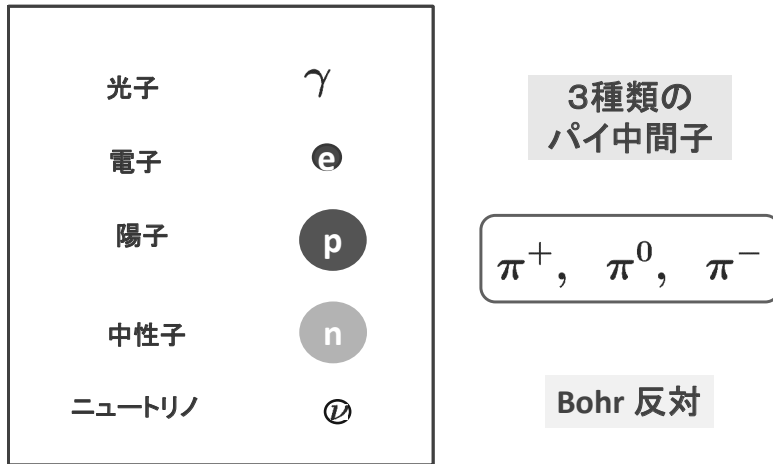 光子 γ
電子 e
陽子 p
中性子 n
ニュートリノ ν
３種類の
パイ中間子
π⁺, π⁰, π⁻
Bohr 反対